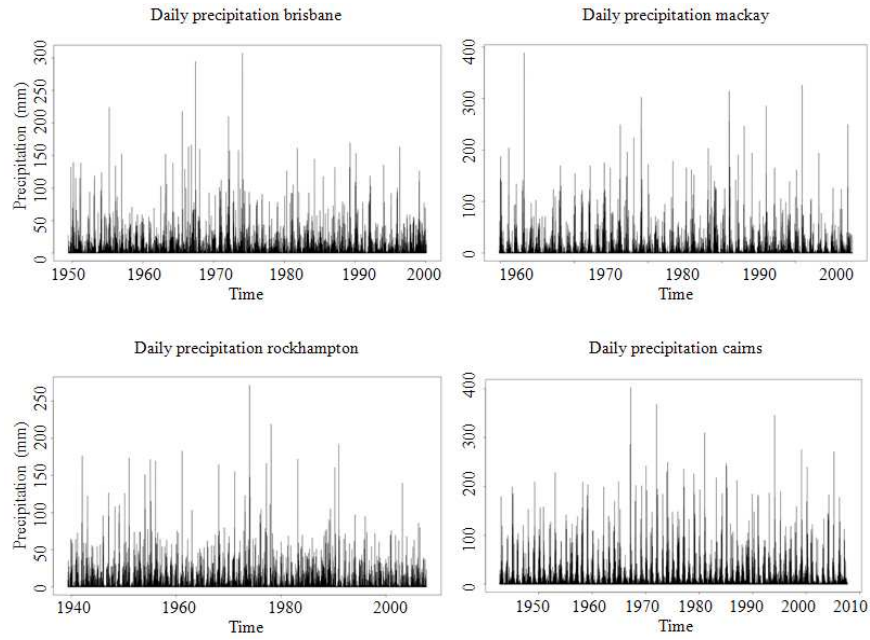 Daily precipitation brisbane
Precipitation (mm)
300
250
200
150
100
50
0
1950 1960 1970 1980 1990 2000
Time
Daily precipitation mackay
400
300
200
100
0
1960 1970 1980 1990 2000
Time
Daily precipitation rockhampton
Precipitation (mm)
250
200
150
100
50
0
1940 1960 1980 2000
Time
Daily precipitation cairns
400
300
200
100
0
1950 1960 1970 1980 1990 2000 2010
Time